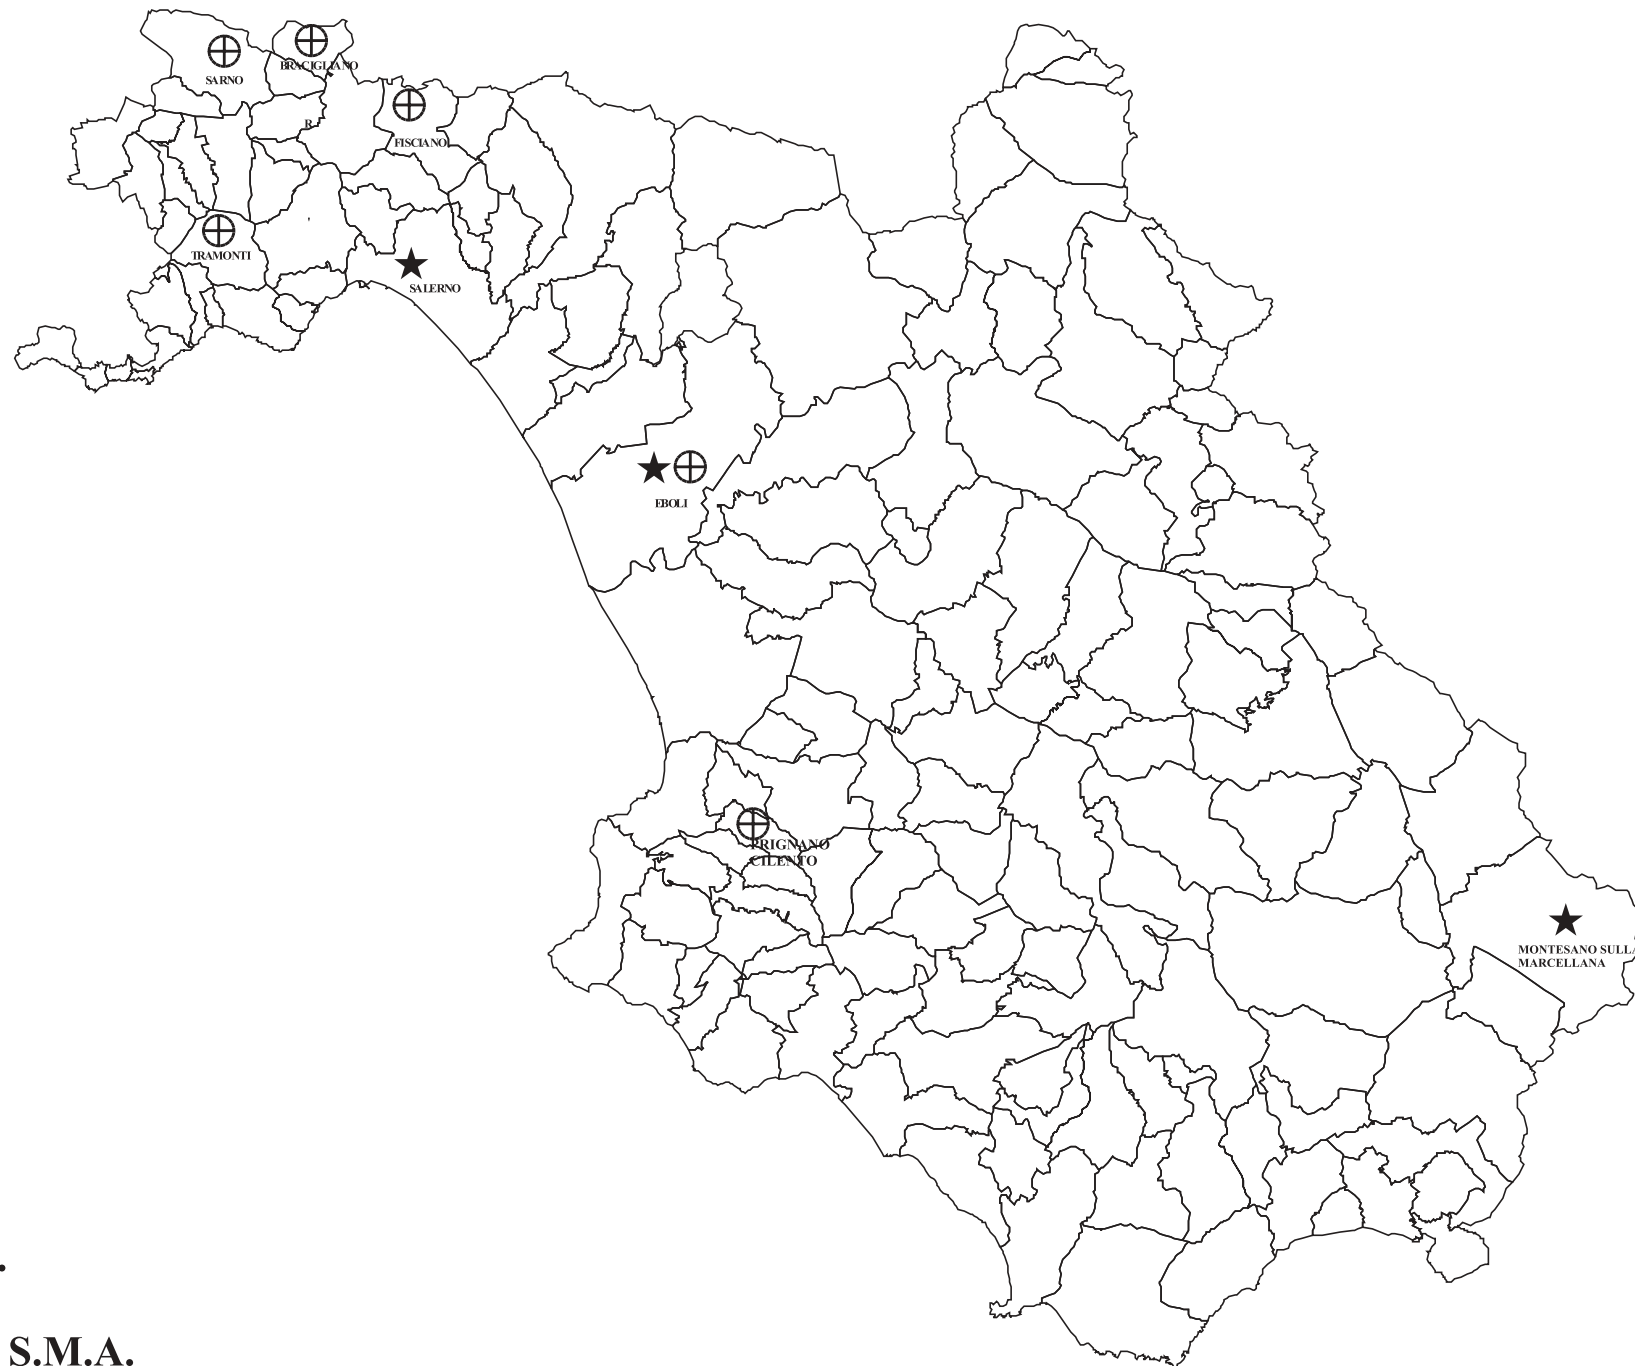 BRACIGLIANO
SARNO
R
FISCIANO
TRAMONTI
SALERNO
EBOLI
PRIGNANO
CILENTO
MONTESANO SULLA
MARCELLANA
.
S.M.A.